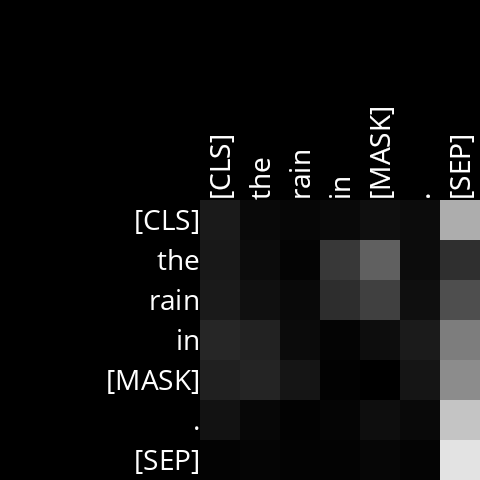 [CLS] the rain in [MASK] . [SEP]
[CLS]
the
rain
in
[MASK]
.
[SEP]